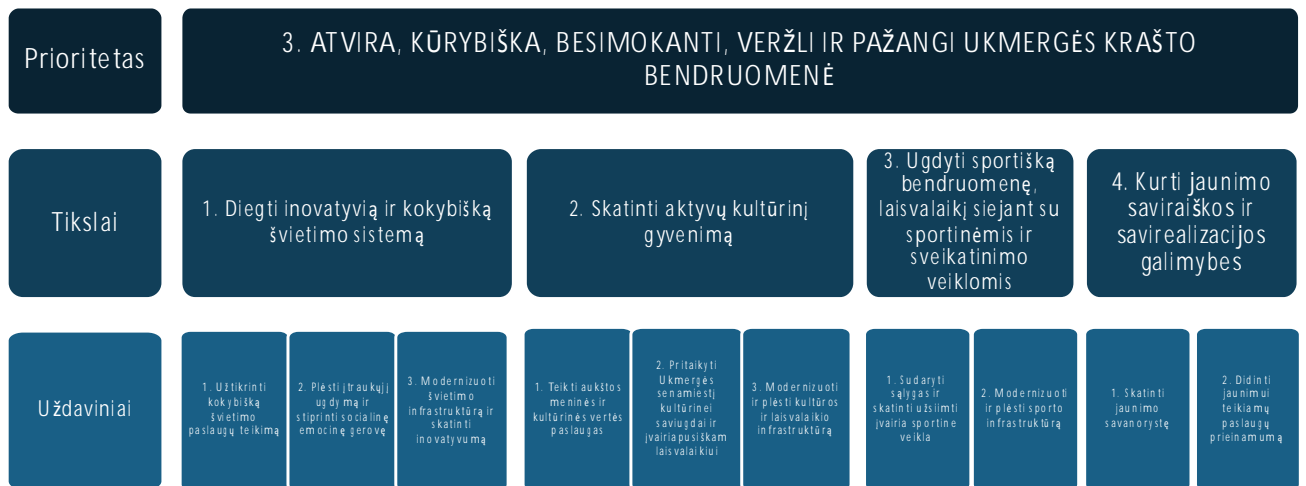 Prioritetas
3. ATVIRA, KŪRYBIŠKA, BESIMOKANTI, VERŽLI IR PAŽANGI UKMERGĖS KRAŠTO
BENDRUOMENĖ
Tikslai
1. Diegti inovatyvią ir kokybišką
švietimo sistemą
2. Skatinti aktyvų kultūrinį
gyvenimą
3. Ugdyti sportišką
bendruomenę,
laisvalaikį siejant su
sportinėmis ir
sveikatinimo
veiklomis
4. Kurti jaunimo
saviraiškos ir
savirealizacijos
galimybes
Uždaviniai
1. Užtikrinti
kokybišką
švietimo
paslaugų teikimą
2. Plėsti įtraukųjį
ugdymą ir
stiprinti socialinę
emocinę gerovę
3. Modernizuoti
švietimo
infrastruktūrą ir
skatinti
inovatyvumą
1. Teikti aukštos
meninės ir
kultūrinės vertės
paslaugas
2. Pritaikyti
Ukmergės
senamiestį
kultūrinei
saviugdai ir
įvairiapusiškam
laisvalaikiui
3. Modernizuoti
ir plėsti kultūros
ir laisvalaikio
infrastruktūrą
1. Sudaryti
sąlygas ir
skatinti užsiimti
įvairia sportine
veikla
2. Modernizuoti
ir plėsti sporto
infrastruktūrą
1. Skatinti
jaunimo
savanorystę
2. Didinti
jaunimui
teikiamų
paslaugų
prieinamumą